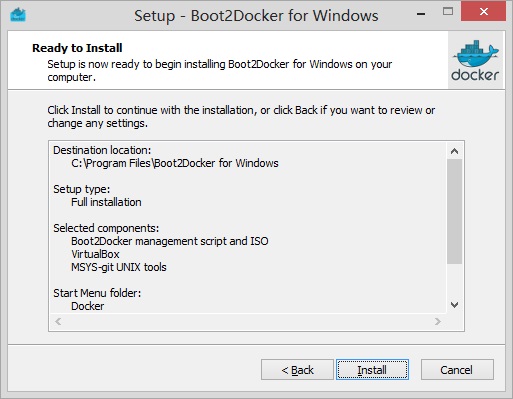 Setup - Boot2Docker for Windows
Ready to Install
Setup is now ready to begin installing Boot2Docker for Windows on your
computer.
docker
Click Install to continue with the installation, or click Back if you want to review or
change any settings.
Destination location:
C:\Program Files\Boot2Docker for Windows
Setup type:
Full installation
Selected components:
Boot2Docker management script and ISO
VirtualBox
MSYS-git UNIX tools
Start Menu folder:
Docker
< Back
Install
Cancel